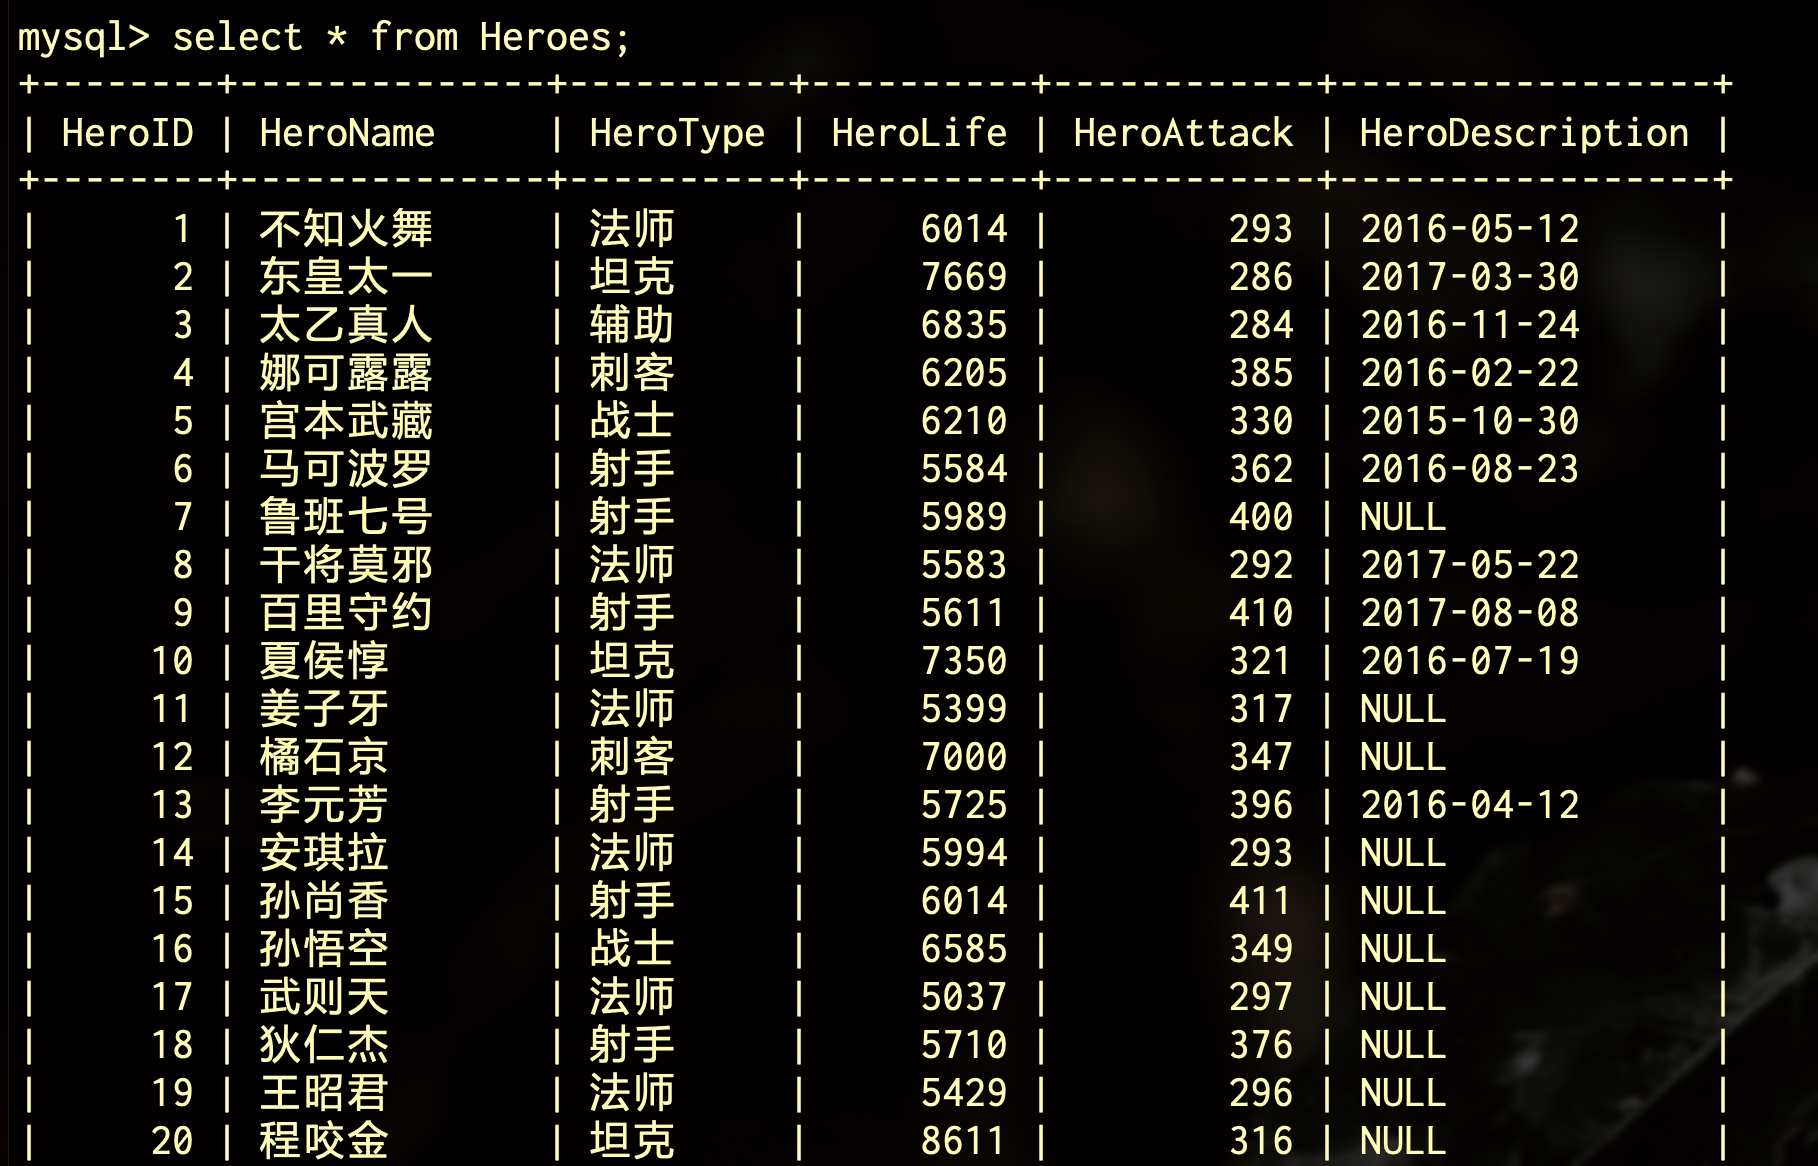 mysql> select * from Heroes;
+--------+--------------+----------+----------+------------+-----------------+
| HeroID | HeroName     | HeroType | HeroLife | HeroAttack | HeroDescription |
+--------+--------------+----------+----------+------------+-----------------+
|      1 | 不知火舞     | 法师     |     6014 |        293 | 2016-05-12      |
|      2 | 东皇太一     | 坦克     |     7669 |        286 | 2017-03-30      |
|      3 | 太乙真人     | 辅助     |     6835 |        284 | 2016-11-24      |
|      4 | 娜可露露     | 刺客     |     6205 |        385 | 2016-02-22      |
|      5 | 宫本武藏     | 战士     |     6210 |        330 | 2015-10-30      |
|      6 | 马可波罗     | 射手     |     5584 |        362 | 2016-08-23      |
|      7 | 鲁班七号     | 射手     |     5989 |        400 | NULL            |
|      8 | 干将莫邪     | 法师     |     5583 |        292 | 2017-05-22      |
|      9 | 百里守约     | 射手     |     5611 |        410 | 2017-08-08      |
|     10 | 夏侯惇       | 坦克     |     7350 |        321 | 2016-07-19      |
|     11 | 姜子牙       | 法师     |     5399 |        317 | NULL            |
|     12 | 橘石京       | 刺客     |     7000 |        347 | NULL            |
|     13 | 李元芳       | 射手     |     5725 |        396 | 2016-04-12      |
|     14 | 安琪拉       | 法师     |     5994 |        293 | NULL            |
|     15 | 孙尚香       | 射手     |     6014 |        411 | NULL            |
|     16 | 孙悟空       | 战士     |     6585 |        349 | NULL            |
|     17 | 武则天       | 法师     |     5037 |        297 | NULL            |
|     18 | 狄仁杰       | 射手     |     5710 |        376 | NULL            |
|     19 | 王昭君       | 法师     |     5429 |        296 | NULL            |
|     20 | 程咬金       | 坦克     |     8611 |        316 | NULL            |